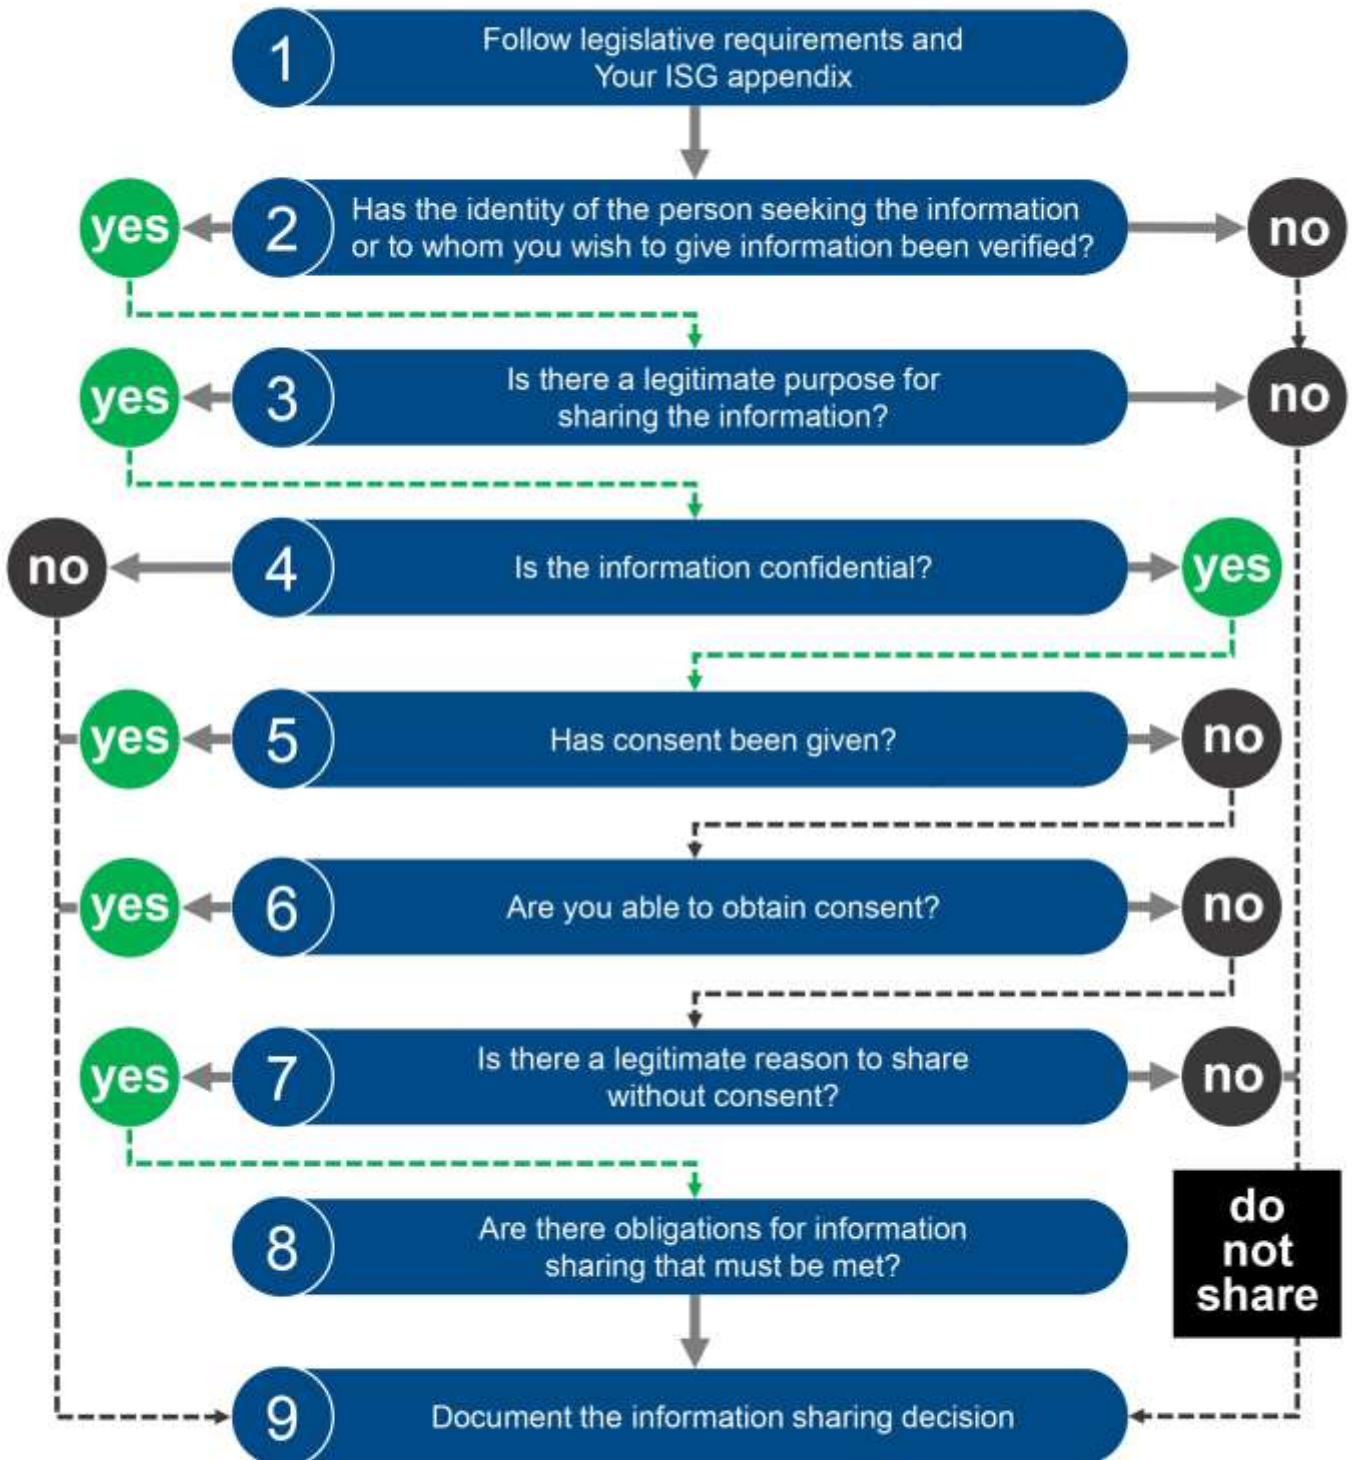 1
Follow legislative requirements and
Your ISG appendix
yes
2
Has the identity of the person seeking the information
or to whom you wish to give information been verified?
no
yes
3
Is there a legitimate purpose for
sharing the information?
no
no
4
Is the information confidential?
yes
yes
5
Has consent been given?
no
yes
6
Are you able to obtain consent?
no
yes
7
Is there a legitimate reason to share
without consent?
no
8
Are there obligations for information
sharing that must be met?
do
not
share
9
Document the information sharing decision